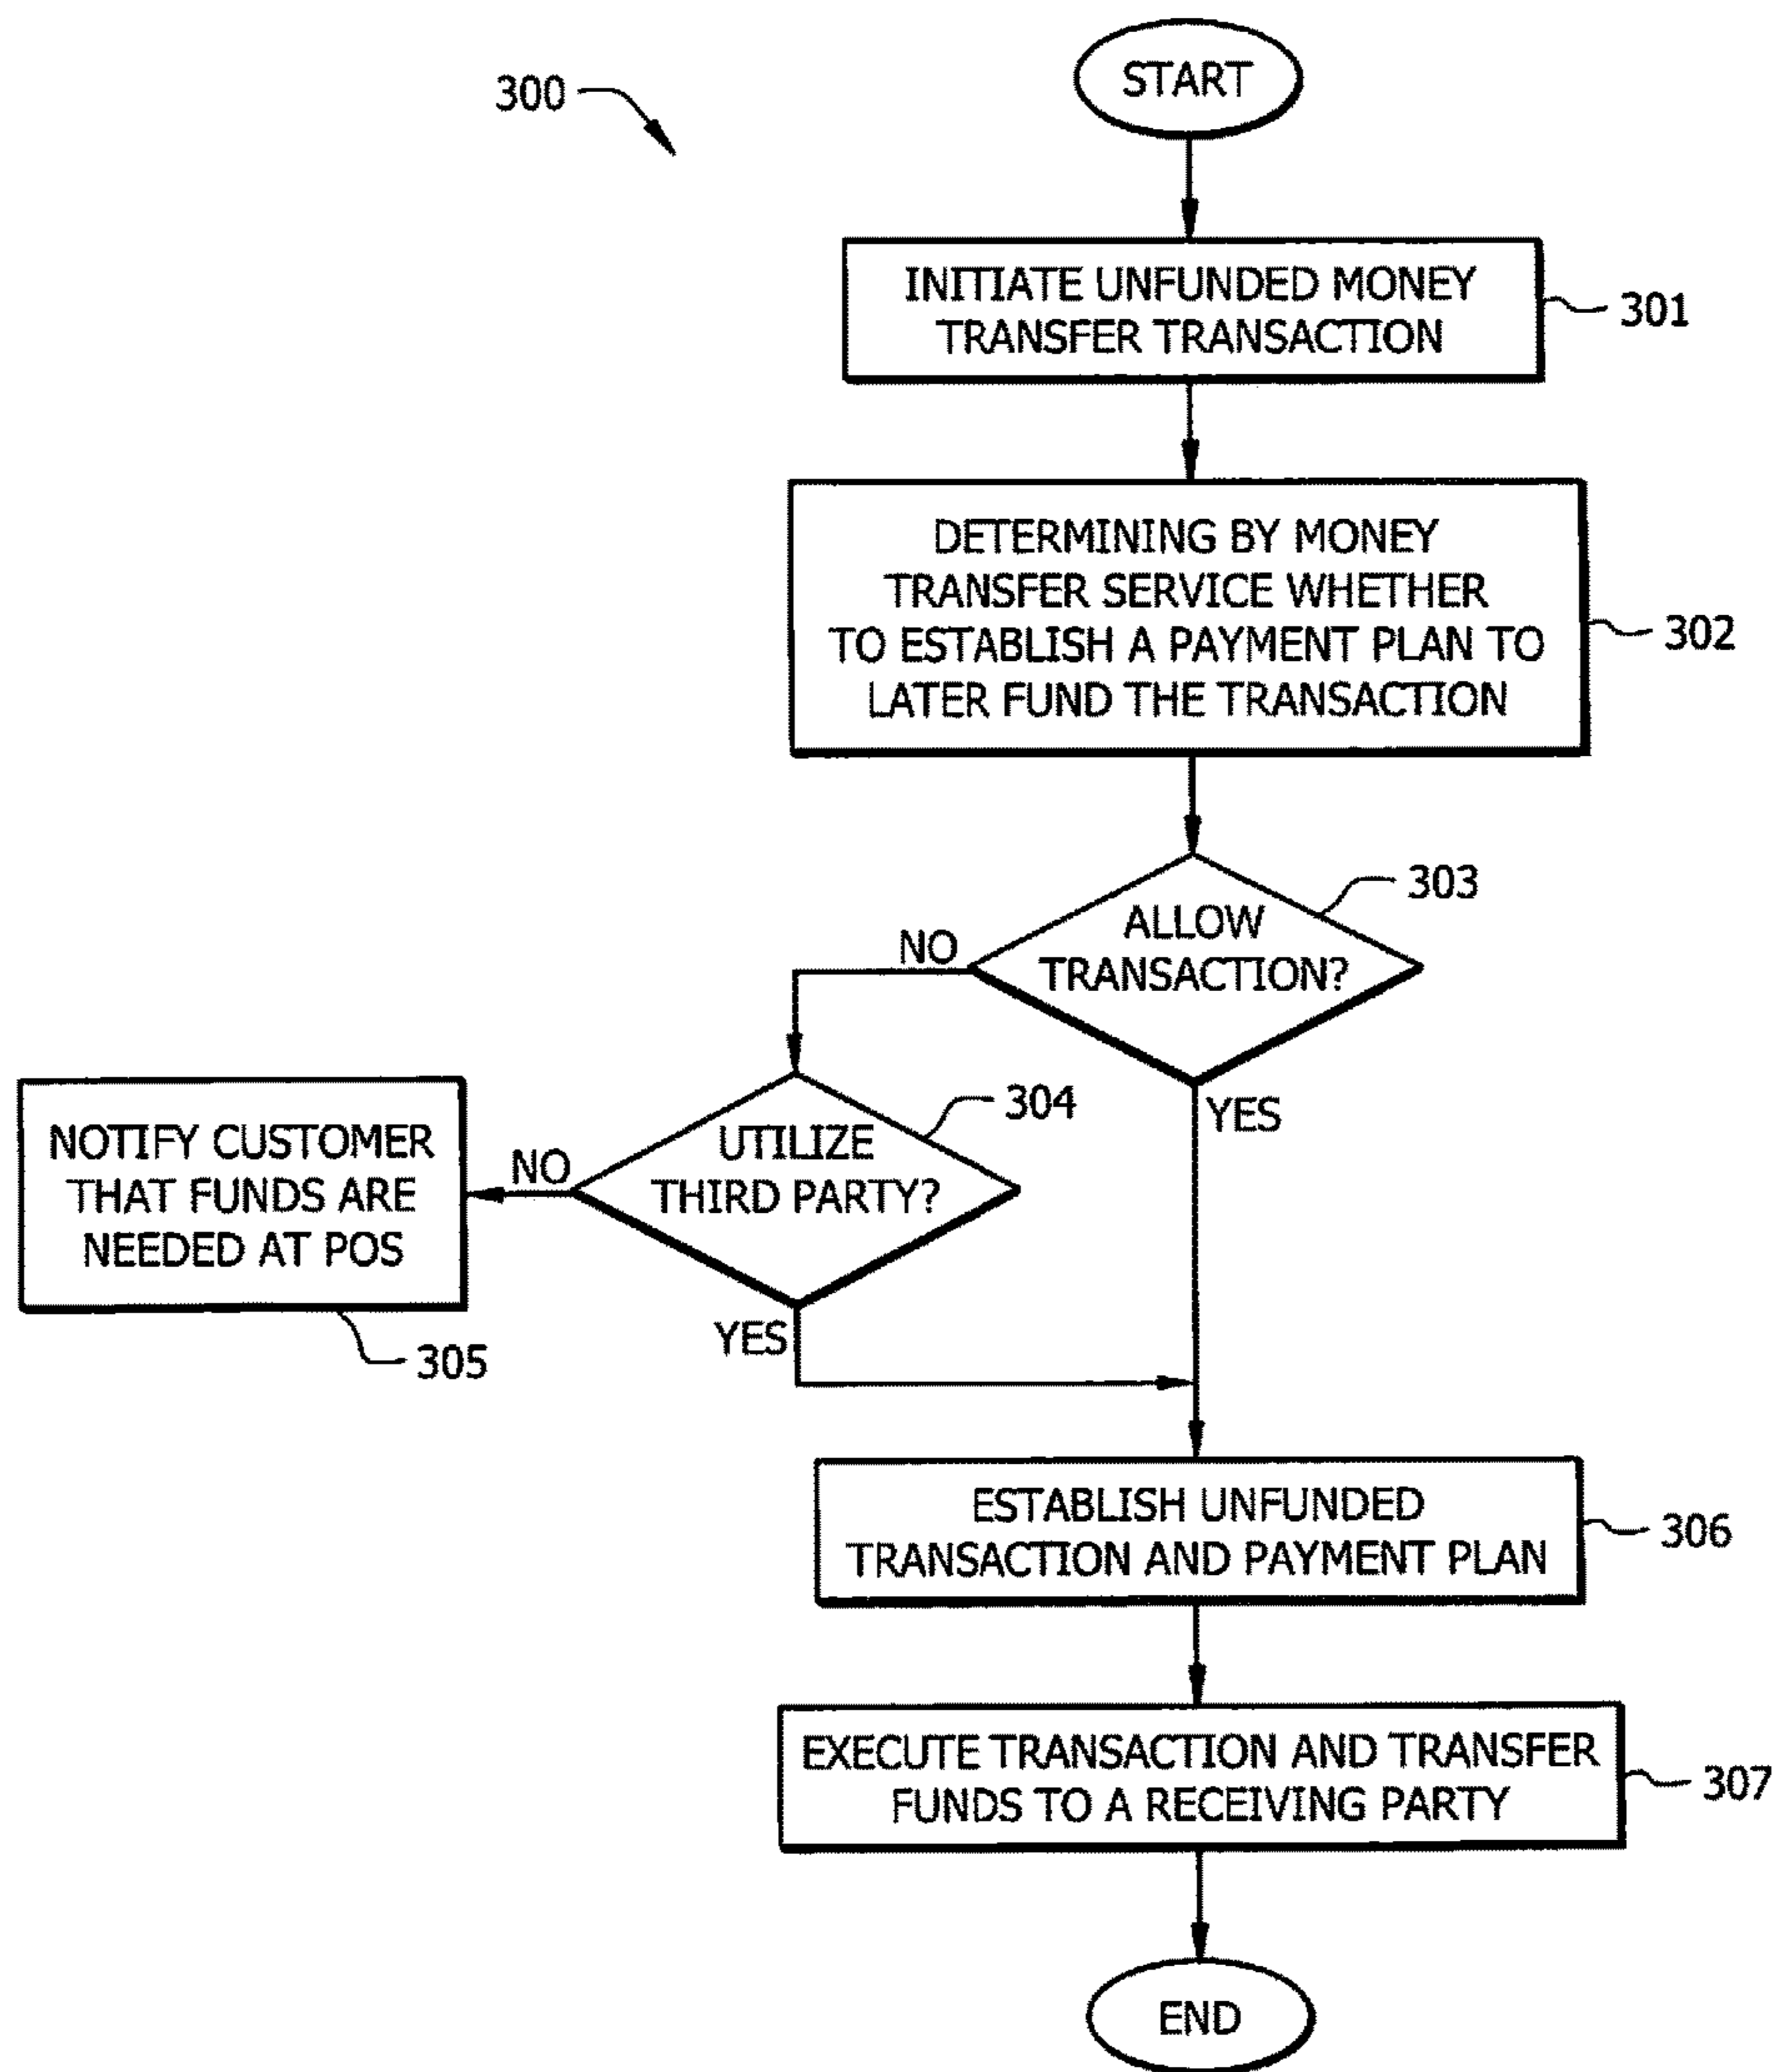 300
START
INITIATE UNFUNDED MONEY
TRANSFER TRANSACTION
301
DETERMINING BY MONEY
TRANSFER SERVICE WHETHER
TO ESTABLISH A PAYMENT PLAN TO
LATER FUND THE TRANSACTION
302
303
ALLOW
TRANSACTION?
NO
YES
304
UTILIZE
THIRD PARTY?
NO
YES
NOTIFY CUSTOMER
THAT FUNDS ARE
NEEDED AT POS
305
ESTABLISH UNFUNDED
TRANSACTION AND PAYMENT PLAN
306
EXECUTE TRANSACTION AND TRANSFER
FUNDS TO A RECEIVING PARTY
307
END